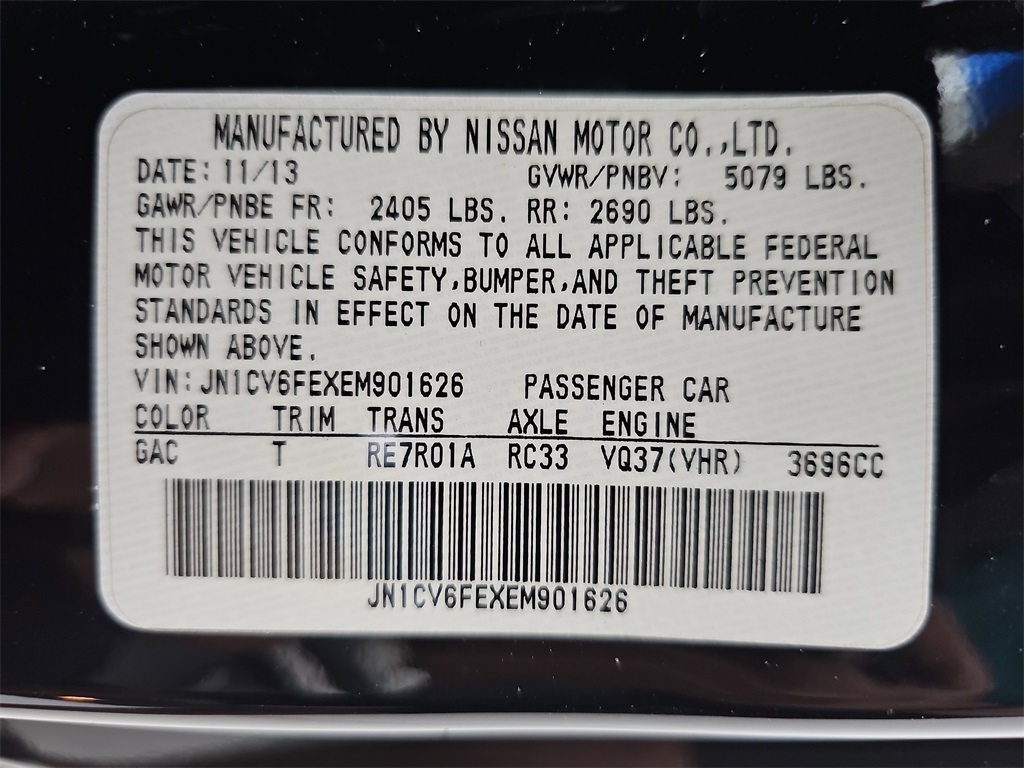 MANUFACTURED BY NISSAN MOTOR CO.,LTD.
DATE: 11/13 GVWR/PNBV: 5079 LBS.
GAWR/PNBE FR: 2405 LBS. RR: 2690 LBS.
THIS VEHICLE CONFORMS TO ALL APPLICABLE FEDERAL
MOTOR VEHICLE SAFETY,BUMPER,AND THEFT PREVENTION
STANDARDS IN EFFECT ON THE DATE OF MANUFACTURE
SHOWN ABOVE.
VIN:JN1CV6FEXEM901626 PASSENGER CAR
COLOR TRIM TRANS AXLE ENGINE
GAC T RE7R01A RC33 VQ37(VHR) 3696CC
JN1CV6FEXEM901626